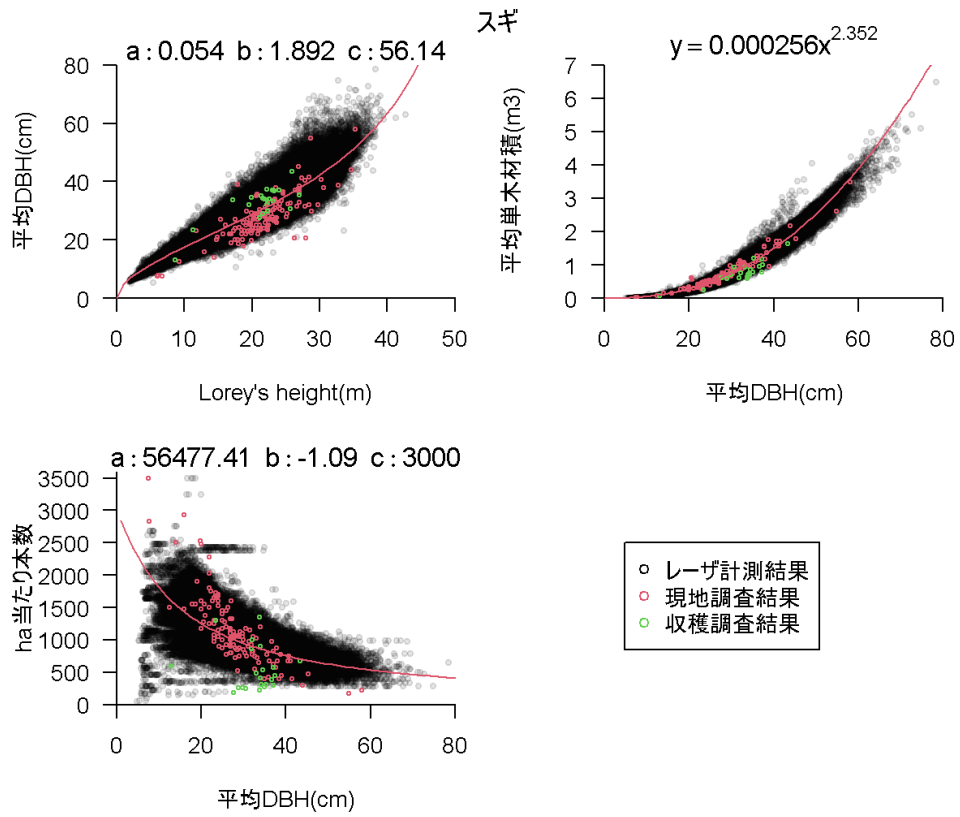 スギ
a : 0.054 b : 1.892 c : 56.14
80
60
40
20
0
平均DBH(cm)
0 10 20 30 40 50
Lorey's height(m)
y = 0.000256x^2.352
7
6
5
4
3
2
1
0
平均単木材積(m3)
0 20 40 60 80
平均DBH(cm)
a : 56477.41 b : -1.09 c : 3000
3500
3000
2500
2000
1500
1000
500
0
ha当たり本数
0 20 40 60 80
平均DBH(cm)
レーザ計測結果
現地調査結果
収穫調査結果